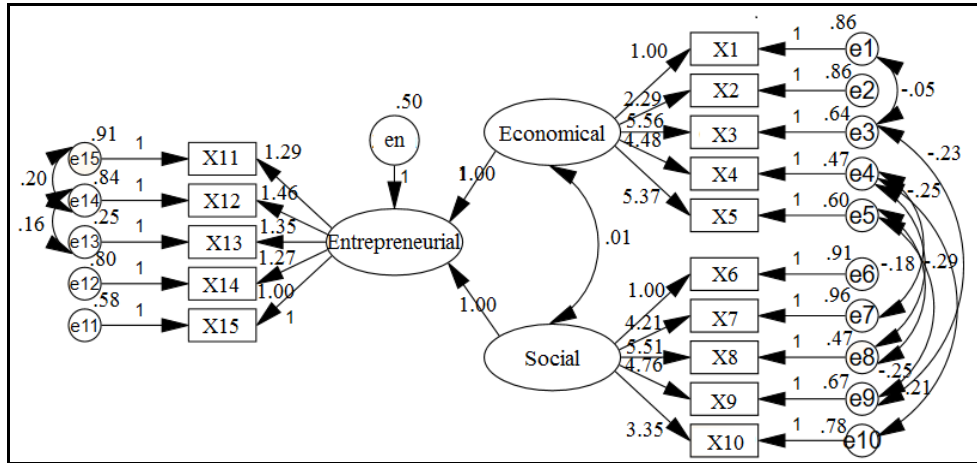 .86
1.00 X1 1 e1
.86
2.29 X2 1 e2 -.05
.64
5.56 X3 1 e3
.47
4.48 X4 1 e4 -.23
.60
5.37 X5 1 e5 -.25
Economical
.50
en
1
1.00
.91
e15 1 X11 1.29
.20
.84
e14 1 X12 1.46
.16
.25
e13 1 X13 1.35
.80
e12 1 X14 1.27
.58
e11 1 X15 1.00
1
Entrepreneurial
.01
1.00
Social
.91
1.00 X6 1 e6 -.18 -.29
.96
4.21 X7 1 e7
.47
5.51 X8 1 e8
-.25
.67
4.76 X9 1 e9 .21
.78
3.35 X10 1 e10